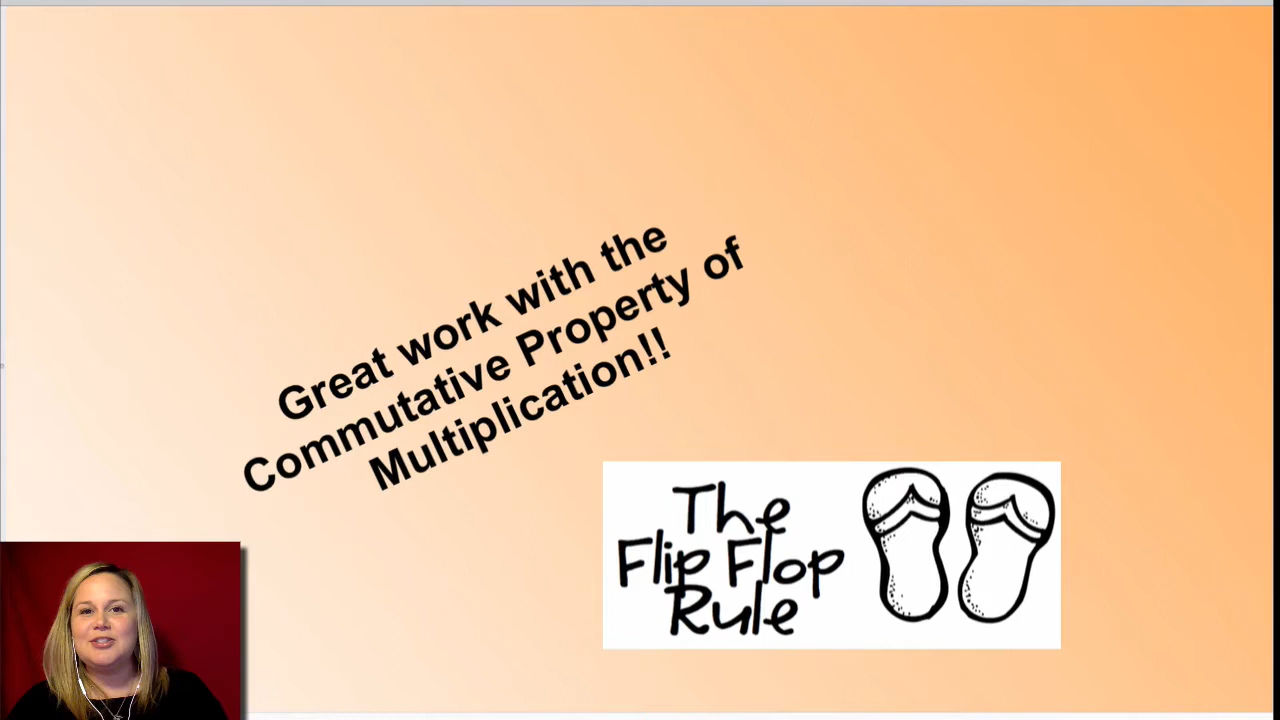 Great work with the
Commutative Property of
Multiplication!!
The
Flip Flop
Rule